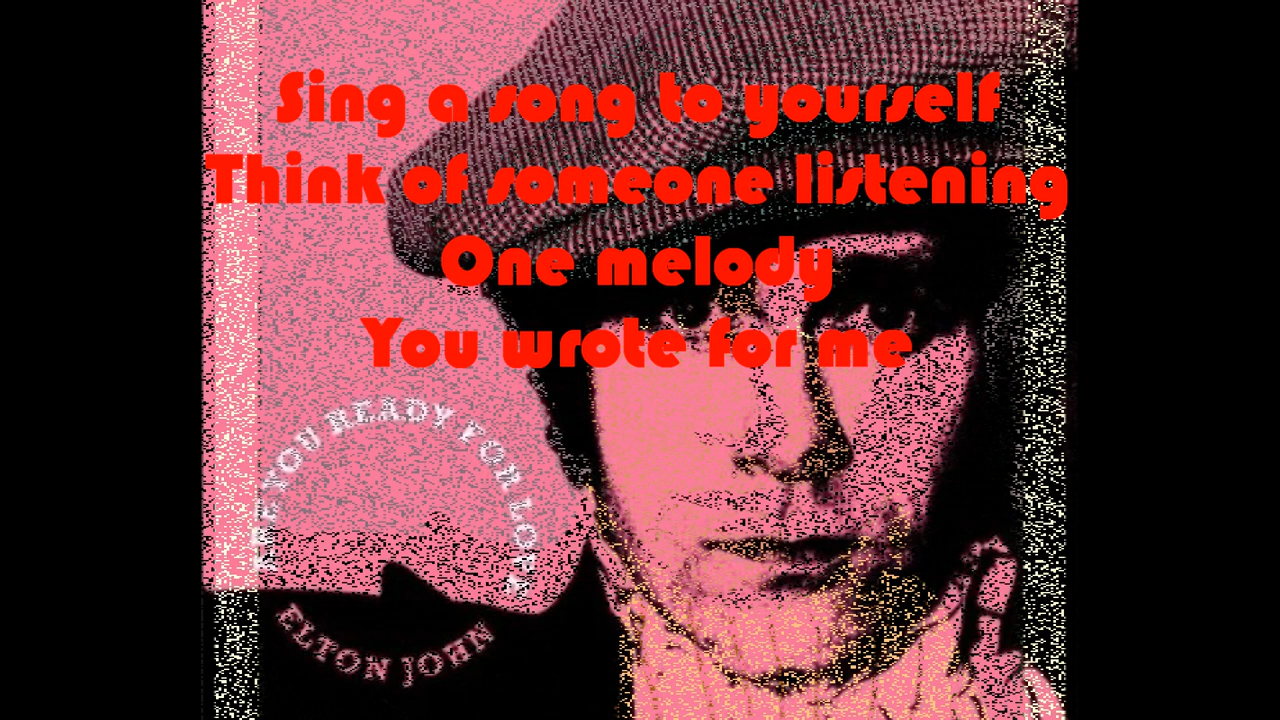 Sing a song to yourself
Think of someone listening
One melody
You wrote for me
ARE YOU READY FOR LOVE
ELTON JOHN